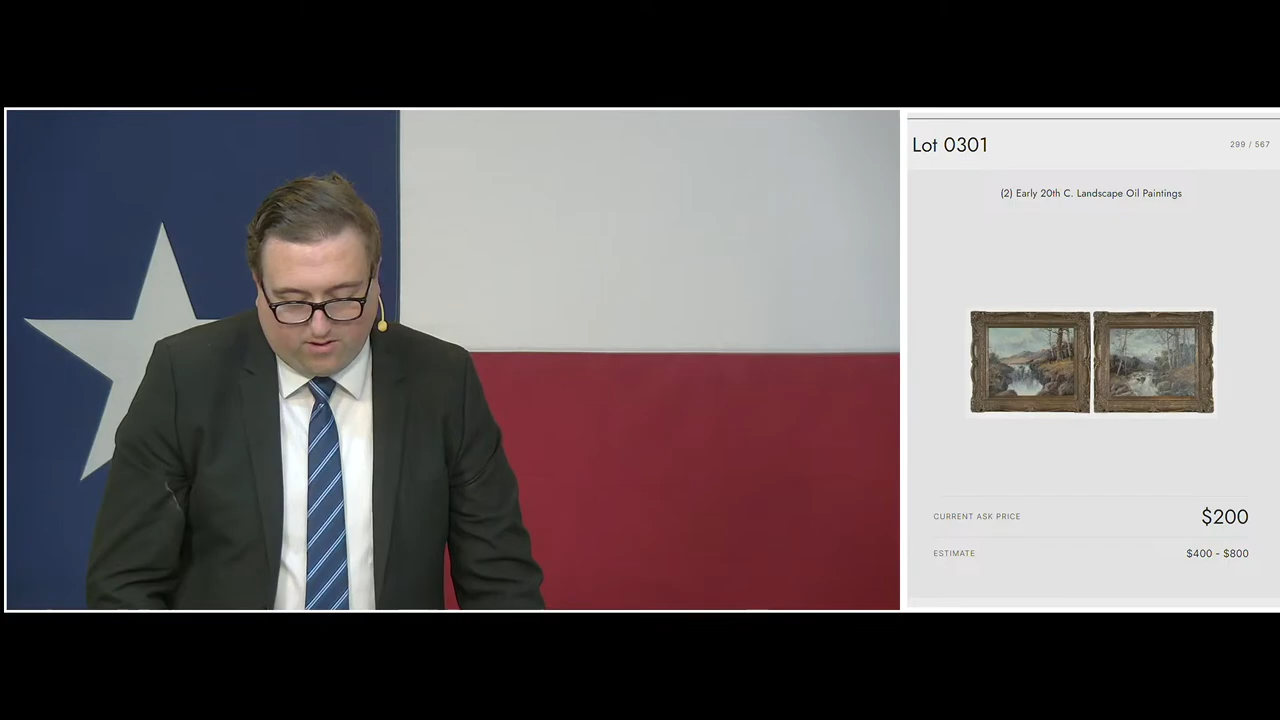 Lot 0301
299 / 567
(2) Early 20th C. Landscape Oil Paintings
CURRENT ASK PRICE
$200
ESTIMATE
$400 - $800